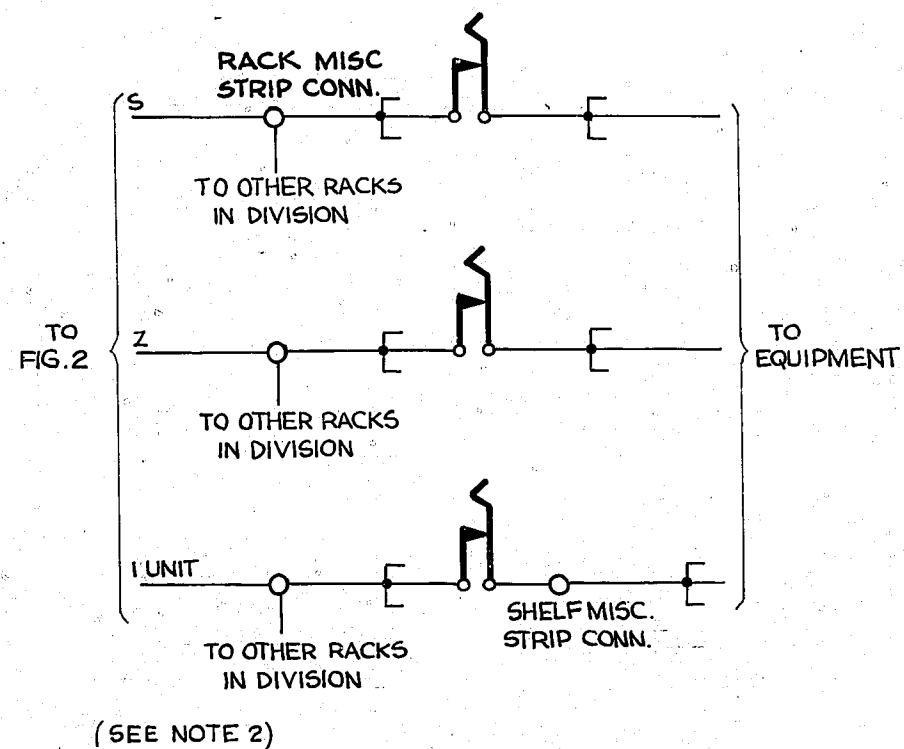 RACK MISC
STRIP CONN.
S
TO OTHER RACKS
IN DIVISION
TO
FIG.2
Z
TO
EQUIPMENT
TO OTHER RACKS
IN DIVISION
1 UNIT
SHELF MISC.
STRIP CONN.
TO OTHER RACKS
IN DIVISION
(SEE NOTE 2)